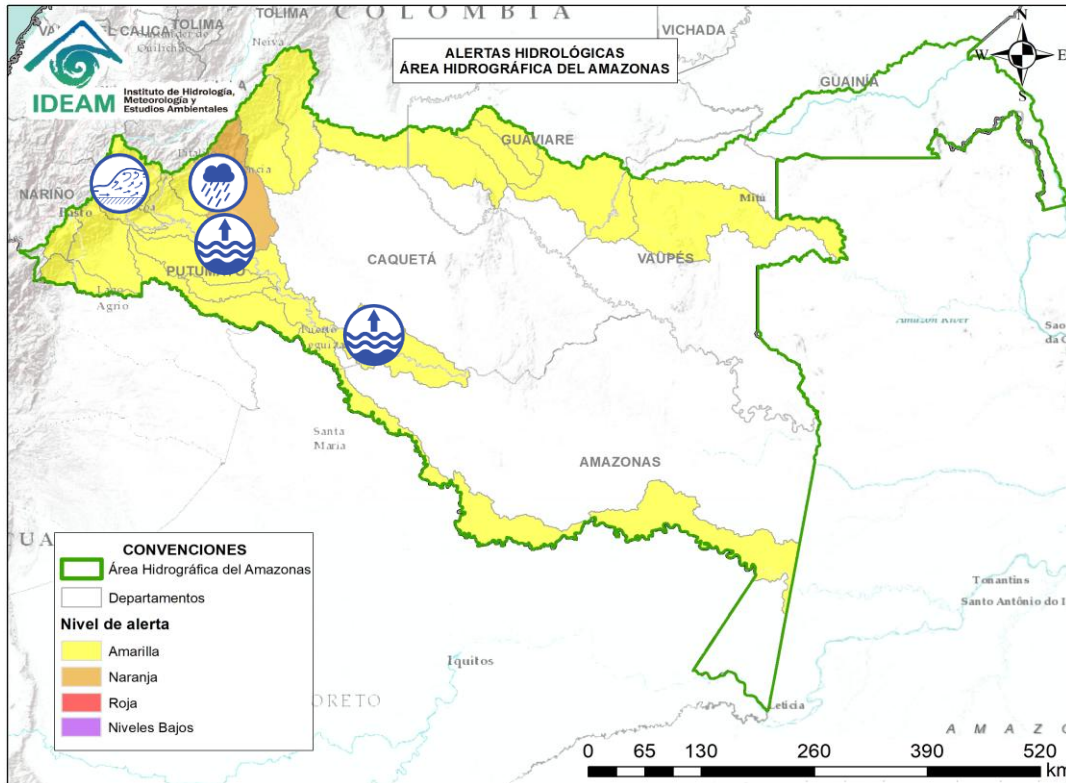 COLOMBIA
TOLIMA
TOLIMA
CAUCA
Neiva
VICHADA
ALERTAS HIDROLÓGICAS
ÁREA HIDROGRÁFICA DEL AMAZONAS
N
W
E
S
GUAINÍA
IDEAM
Instituto de Hidrología,
Meteorología y
Estudios Ambientales
GUAVIARE
NARIÑO
Mitú
CAQUETÁ
VAUPÉS
Agrio
Amazon River
Santa
Maria
AMAZONAS
CONVENCIONES
Área Hidrográfica del Amazonas
Departamentos
Nivel de alerta
Amarilla
Naranja
Roja
Niveles Bajos
Iquitos
ORETO
Tonantins
Santo Antônio do I
Leticia
0 65 130 260 390 520
km